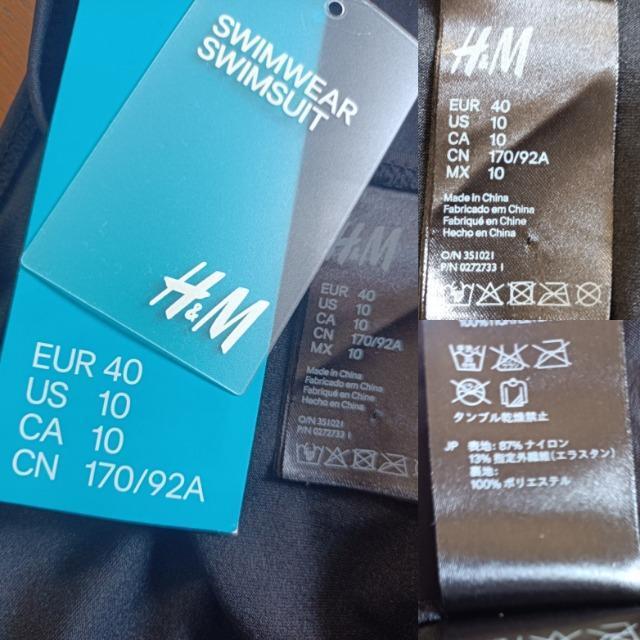 SWIMWEAR
SWIMSUIT
H&M
EUR 40
US 10
CA 10
CN 170/92A
H&M
EUR 40
US 10
CA 10
CN 170/92A
MX 10
Made in China
Fabricado em China
Fabriqué en Chine
Hecho en China
O/N 351021
P/N 0272733 1
H&M
EUR 40
US 10
CA 10
CN 170/92A
MX 10
Made in China
Fabricado em China
Fabriqué en Chine
Hecho en China
O/N 351021
P/N 0272733 1
タンブル乾燥禁止
JP 表地: 87% ナイロン
13% 指定外繊維(エラスタン)
裏地:
100% ポリエステル